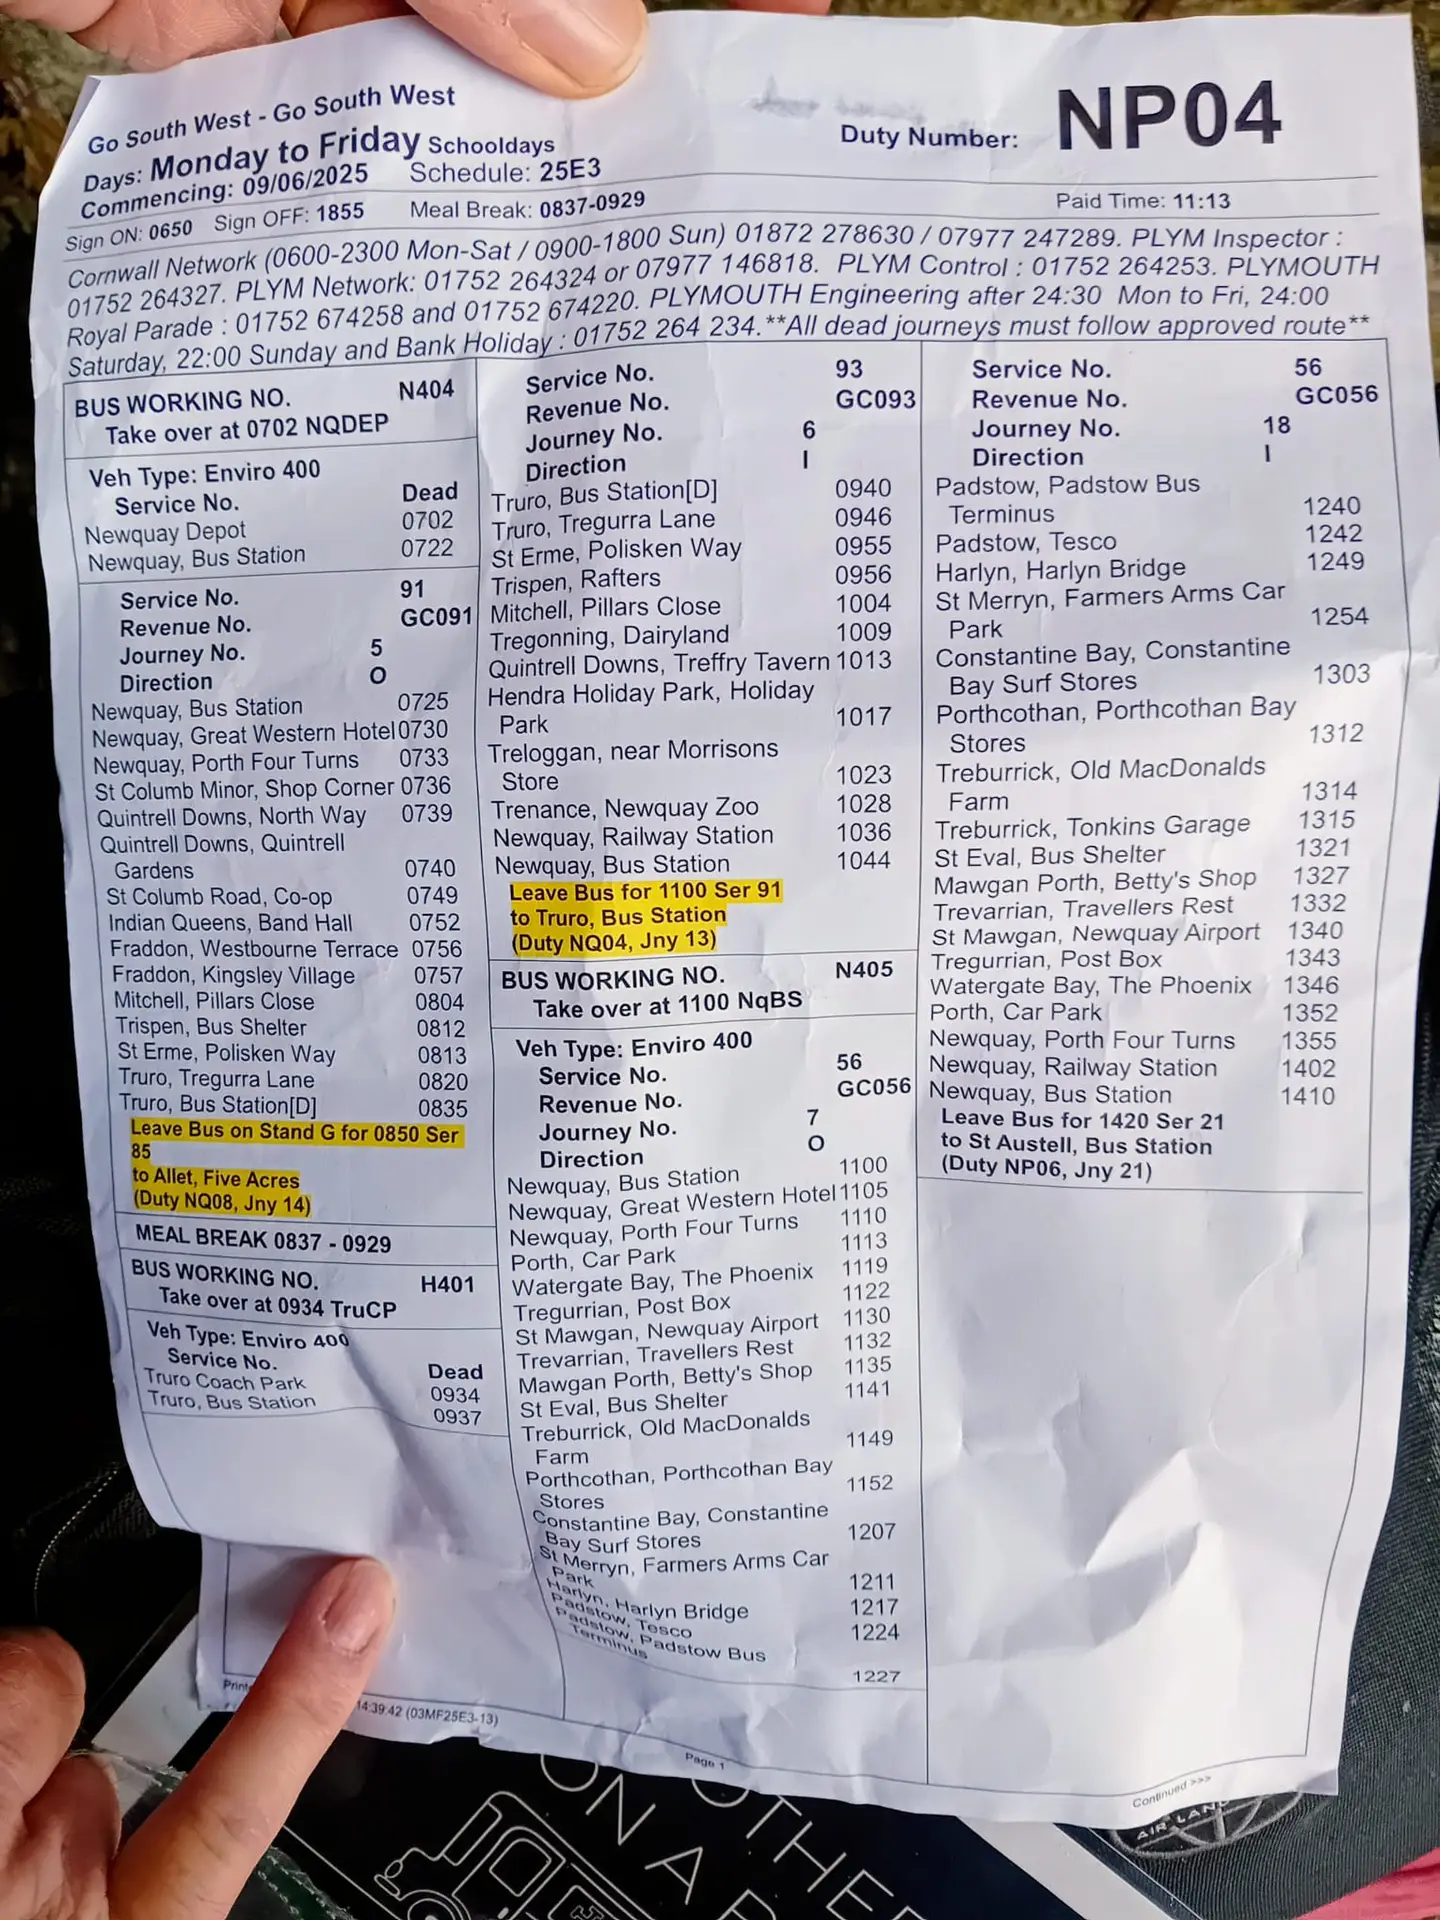 Go South West - Go South West
Days: Monday to Friday Schooldays
Commencing: 09/06/2025 Schedule: 25E3
Duty Number: NP04
Sign ON: 0650 Sign OFF: 1855 Meal Break: 0837-0929 Paid Time: 11:13
Cornwall Network (0600-2300 Mon-Sat / 0900-1800 Sun) 01872 278630 / 07977 247289. PLYM Inspector :
01752 264327. PLYM Network: 01752 264324 or 07977 146818. PLYM Control : 01752 264253. PLYMOUTH
Royal Parade : 01752 674258 and 01752 674220. PLYMOUTH Engineering after 24:30 Mon to Fri, 24:00
Saturday, 22:00 Sunday and Bank Holiday : 01752 264 234.**All dead journeys must follow approved route**
BUS WORKING NO. N404
Take over at 0702 NQDEP
Veh Type: Enviro 400
Service No. Dead
Newquay Depot 0702
Newquay, Bus Station 0722
Service No. 91
Revenue No. GC091
Journey No. 5
Direction O
Newquay, Bus Station 0725
Newquay, Great Western Hotel 0730
Newquay, Porth Four Turns 0733
St Columb Minor, Shop Corner 0736
Quintrell Downs, North Way 0739
Quintrell Downs, Quintrell
Gardens 0740
St Columb Road, Co-op 0749
Indian Queens, Band Hall 0752
Fraddon, Westbourne Terrace 0756
Fraddon, Kingsley Village 0757
Mitchell, Pillars Close 0804
Trispen, Bus Shelter 0812
St Erme, Polisken Way 0813
Truro, Tregurra Lane 0820
Truro, Bus Station[D] 0835
Leave Bus on Stand G for 0850 Ser
85
to Allet, Five Acres
(Duty NQ08, Jny 14)
MEAL BREAK 0837 - 0929
BUS WORKING NO. H401
Take over at 0934 TruCP
Veh Type: Enviro 400
Service No. Dead
Truro Coach Park 0934
Truro, Bus Station 0937
Service No. 93
Revenue No. GC093
Journey No. 6
Direction I
Truro, Bus Station[D] 0940
Truro, Tregurra Lane 0946
St Erme, Polisken Way 0955
Trispen, Rafters 0956
Mitchell, Pillars Close 1004
Tregonning, Dairyland 1009
Quintrell Downs, Treffry Tavern 1013
Hendra Holiday Park, Holiday
Park 1017
Treloggan, near Morrisons
Store 1023
Trenance, Newquay Zoo 1028
Newquay, Railway Station 1036
Newquay, Bus Station 1044
Leave Bus for 1100 Ser 91
to Truro, Bus Station
(Duty NQ04, Jny 13)
BUS WORKING NO. N405
Take over at 1100 NqBS
Veh Type: Enviro 400
Service No. 56
Revenue No. GC056
Journey No. 7
Direction O
Newquay, Bus Station 1100
Newquay, Great Western Hotel 1105
Newquay, Porth Four Turns 1110
Porth, Car Park 1113
Watergate Bay, The Phoenix 1119
Tregurrian, Post Box 1122
St Mawgan, Newquay Airport 1130
Trevarrian, Travellers Rest 1132
Mawgan Porth, Betty's Shop 1135
St Eval, Bus Shelter 1141
Treburrick, Old MacDonalds
Farm 1149
Porthcothan, Porthcothan Bay
Stores 1152
Constantine Bay, Constantine
Bay Surf Stores 1207
St Merryn, Farmers Arms Car
Park 1211
Harlyn, Harlyn Bridge 1217
Padstow, Tesco 1224
Padstow, Padstow Bus
Terminus 1227
Service No. 56
Revenue No. GC056
Journey No. 18
Direction I
Padstow, Padstow Bus
Terminus 1240
Padstow, Tesco 1242
Harlyn, Harlyn Bridge 1249
St Merryn, Farmers Arms Car
Park 1254
Constantine Bay, Constantine
Bay Surf Stores 1303
Porthcothan, Porthcothan Bay
Stores 1312
Treburrick, Old MacDonalds
Farm 1314
Treburrick, Tonkins Garage 1315
St Eval, Bus Shelter 1321
Mawgan Porth, Betty's Shop 1327
Trevarrian, Travellers Rest 1332
St Mawgan, Newquay Airport 1340
Tregurrian, Post Box 1343
Watergate Bay, The Phoenix 1346
Porth, Car Park 1352
Newquay, Porth Four Turns 1355
Newquay, Railway Station 1402
Newquay, Bus Station 1410
Leave Bus for 1420 Ser 21
to St Austell, Bus Station
(Duty NP06, Jny 21)
14:39:42 (03MF25E3-13)
Page 1
Continued >>>
ON A
OTHE
AIR-LAN